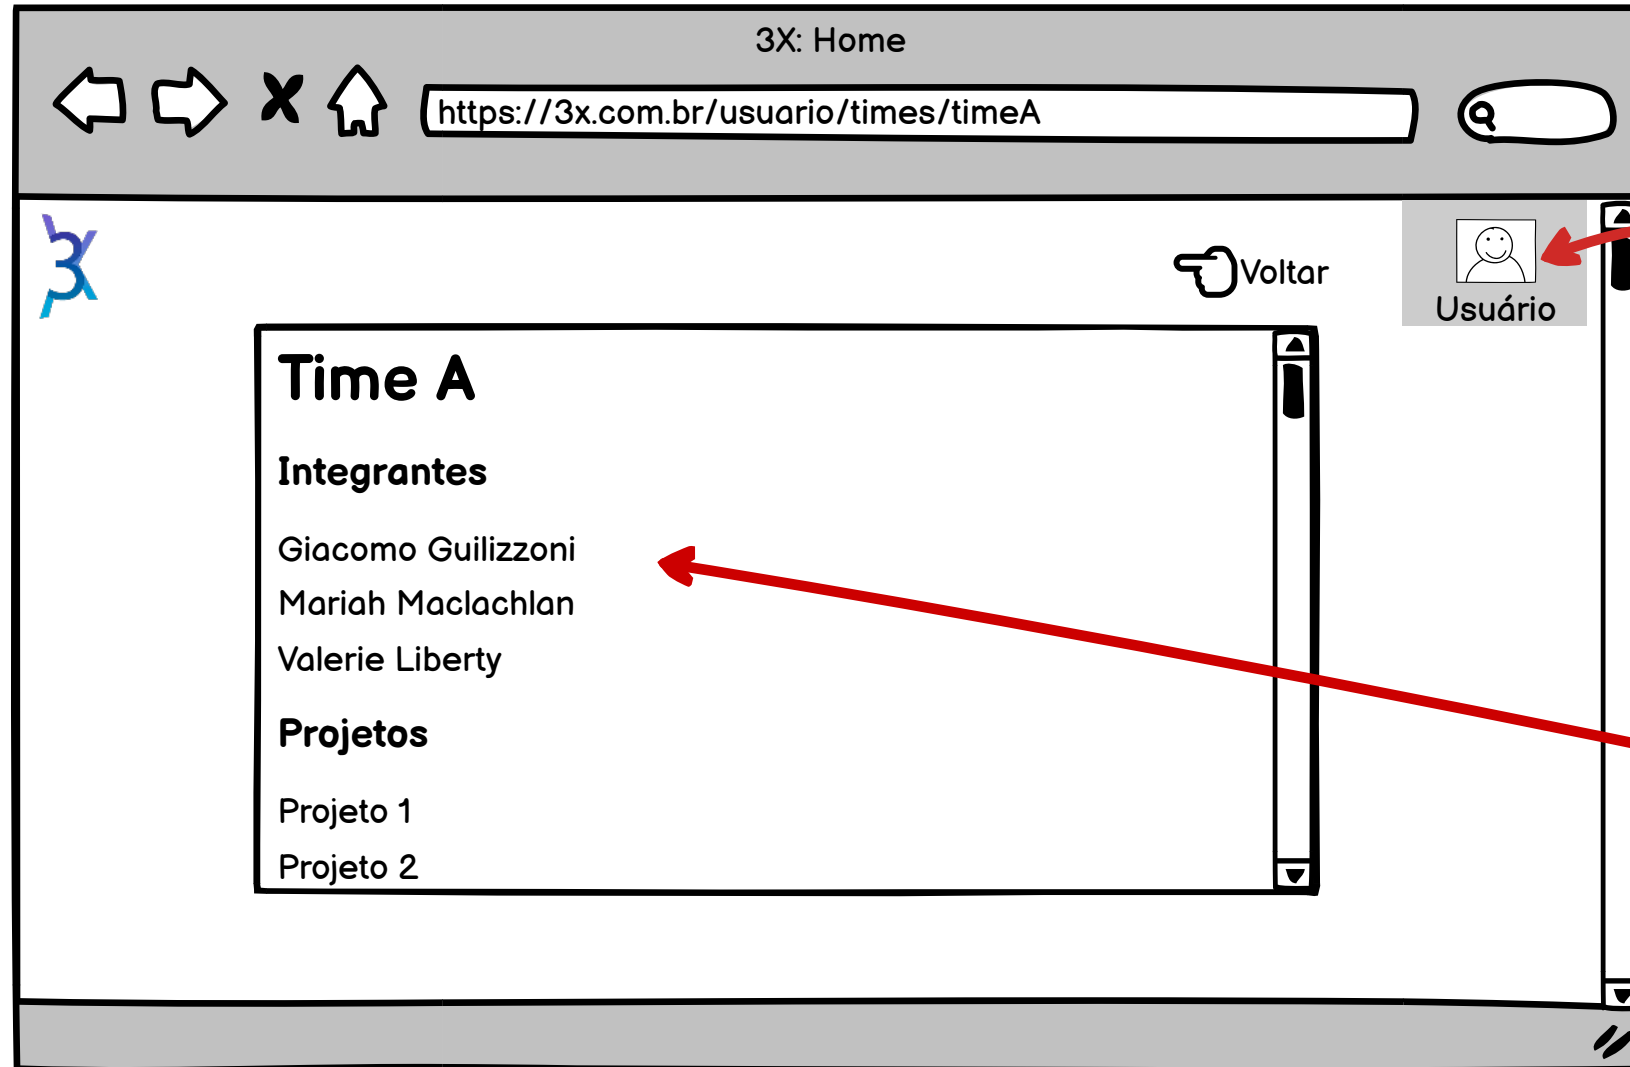 3X: Home
https://3x.com.br/usuario/times/timeA
3X
Voltar
Usuário
Time A
Integrantes
Giacomo Guilizzoni
Mariah Maclachlan
Valerie Liberty
Projetos
Projeto 1
Projeto 2